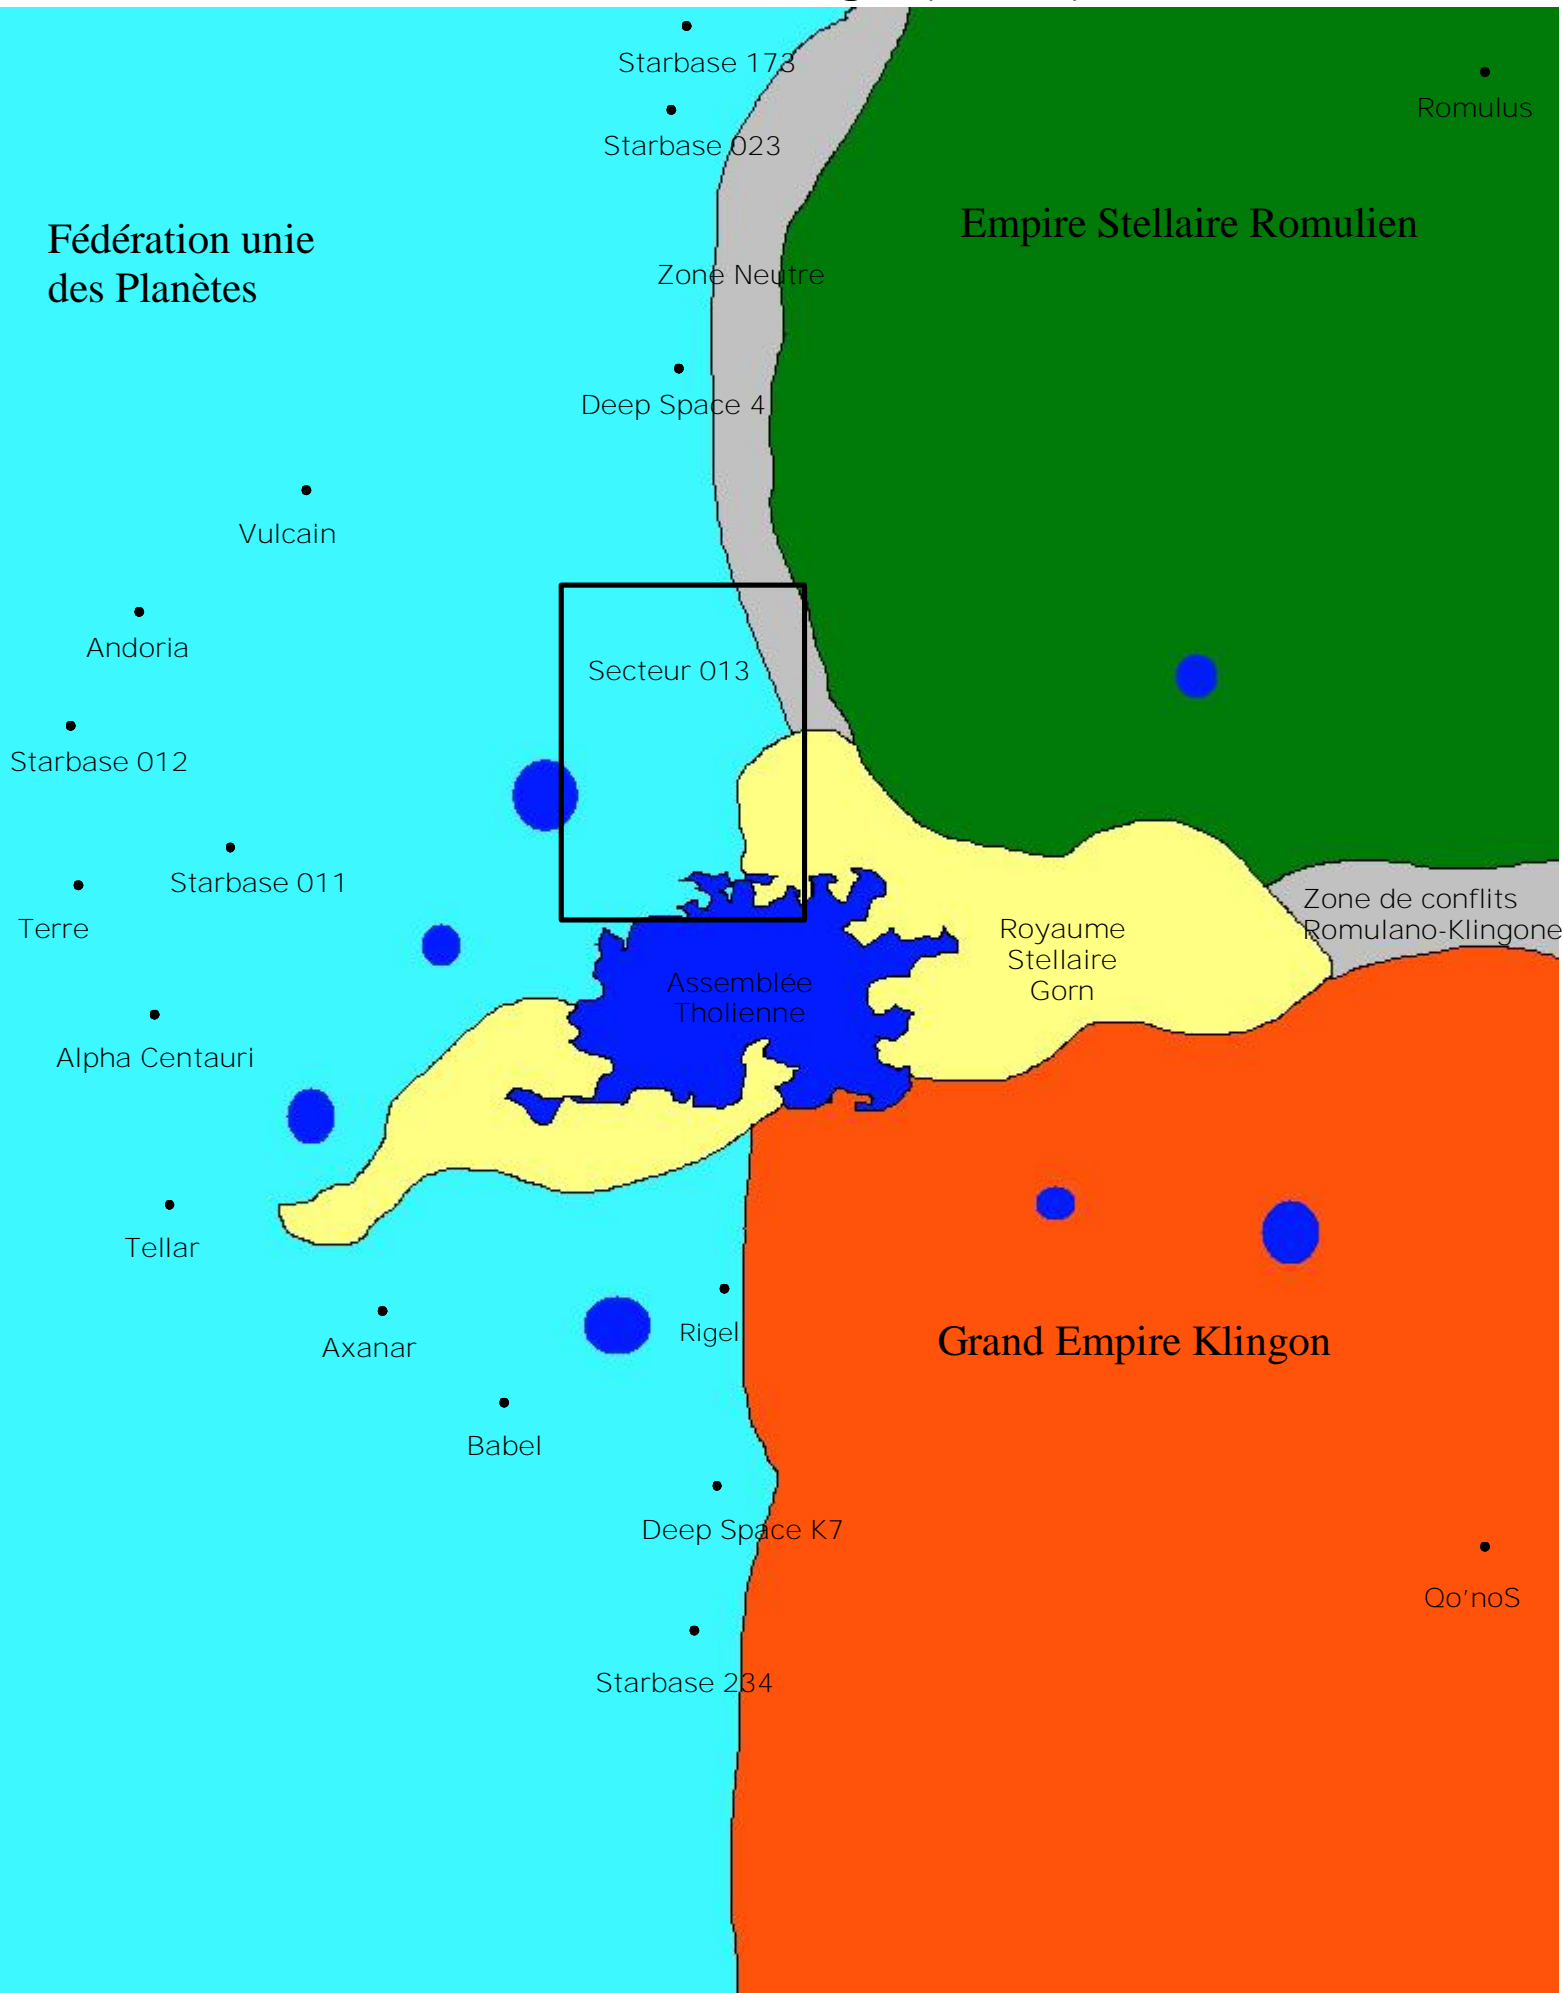 Starbase 173
Starbase 023
Romulus
Fédération unie
des Planètes
Empire Stellaire Romulien
Zone Neutre
Deep Space 4
Vulcain
Andoria
Secteur 013
Starbase 012
Starbase 011
Terre
Zone de conflits
Romulano-Klingone
Royaume
Stellaire
Gorn
Assemblée
Tholienne
Alpha Centauri
Tellar
Axanar
Rigel
Grand Empire Klingon
Babel
Deep Space K7
Qo'noS
Starbase 234